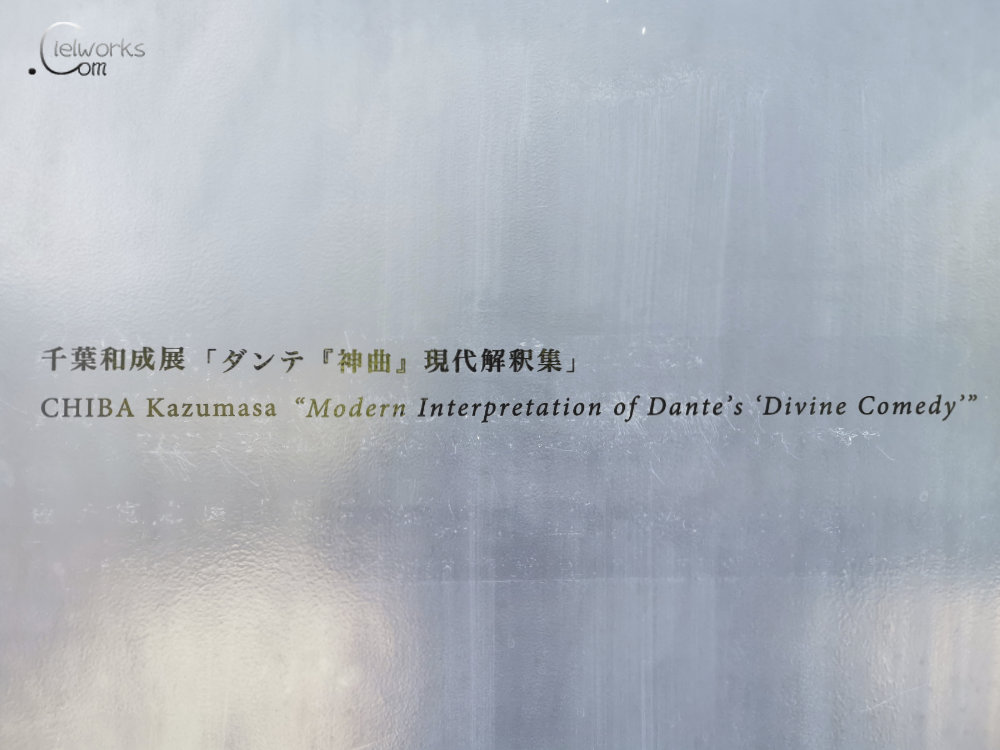 Cielworks
.Com
千葉和成展「ダンテ『神曲』現代解釈集」
CHIBA Kazumasa “Modern Interpretation of Dante’s ‘Divine Comedy’”